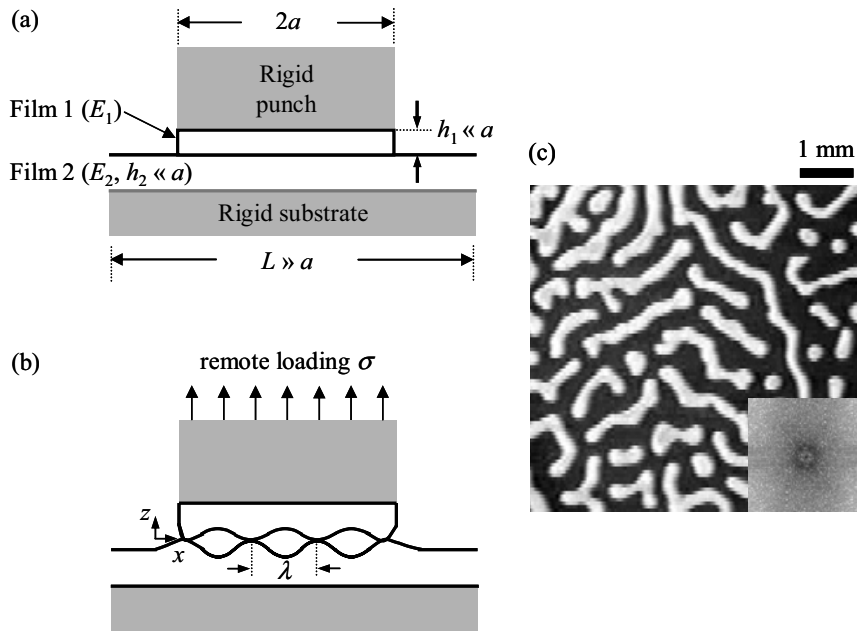 (a)
2a
Rigid
punch
Film 1 (E₁)
h₁ « a
Film 2 (E₂, h₂ « a)
Rigid substrate
L » a
(b)
remote loading σ
z
x
λ
(c)
1 mm